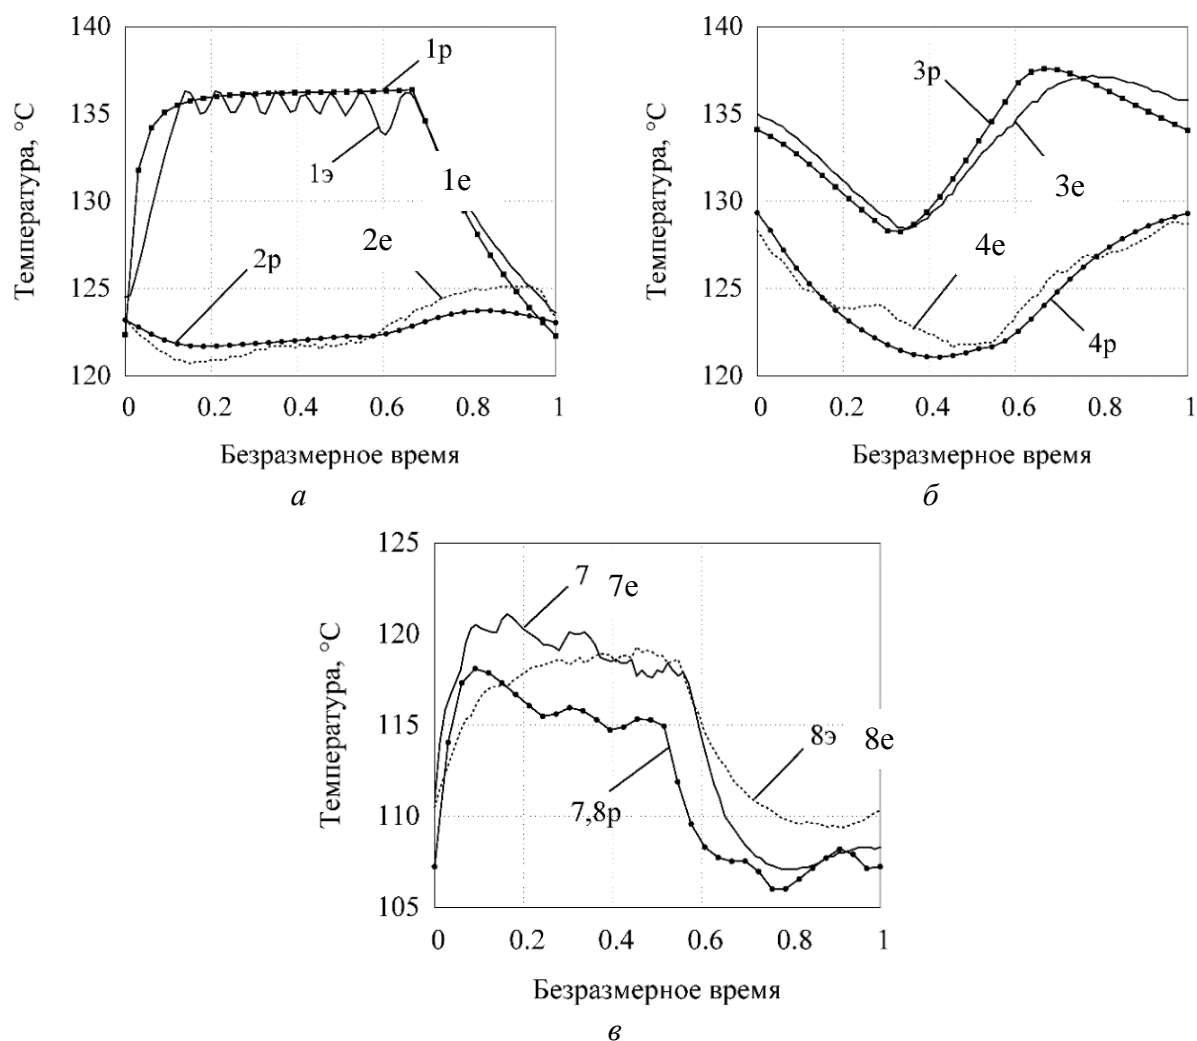 140
135
130
125
120
Температура, °С
1р
1э
1е
2е
2р
0 0.2 0.4 0.6 0.8 1
Безразмерное время
а
140
135
130
125
120
Температура, °С
3р
3е
4е
4р
0 0.2 0.4 0.6 0.8 1
Безразмерное время
б
125
120
115
110
105
Температура, °С
7 7е
8э 8е
7,8р
0 0.2 0.4 0.6 0.8 1
Безразмерное время
в